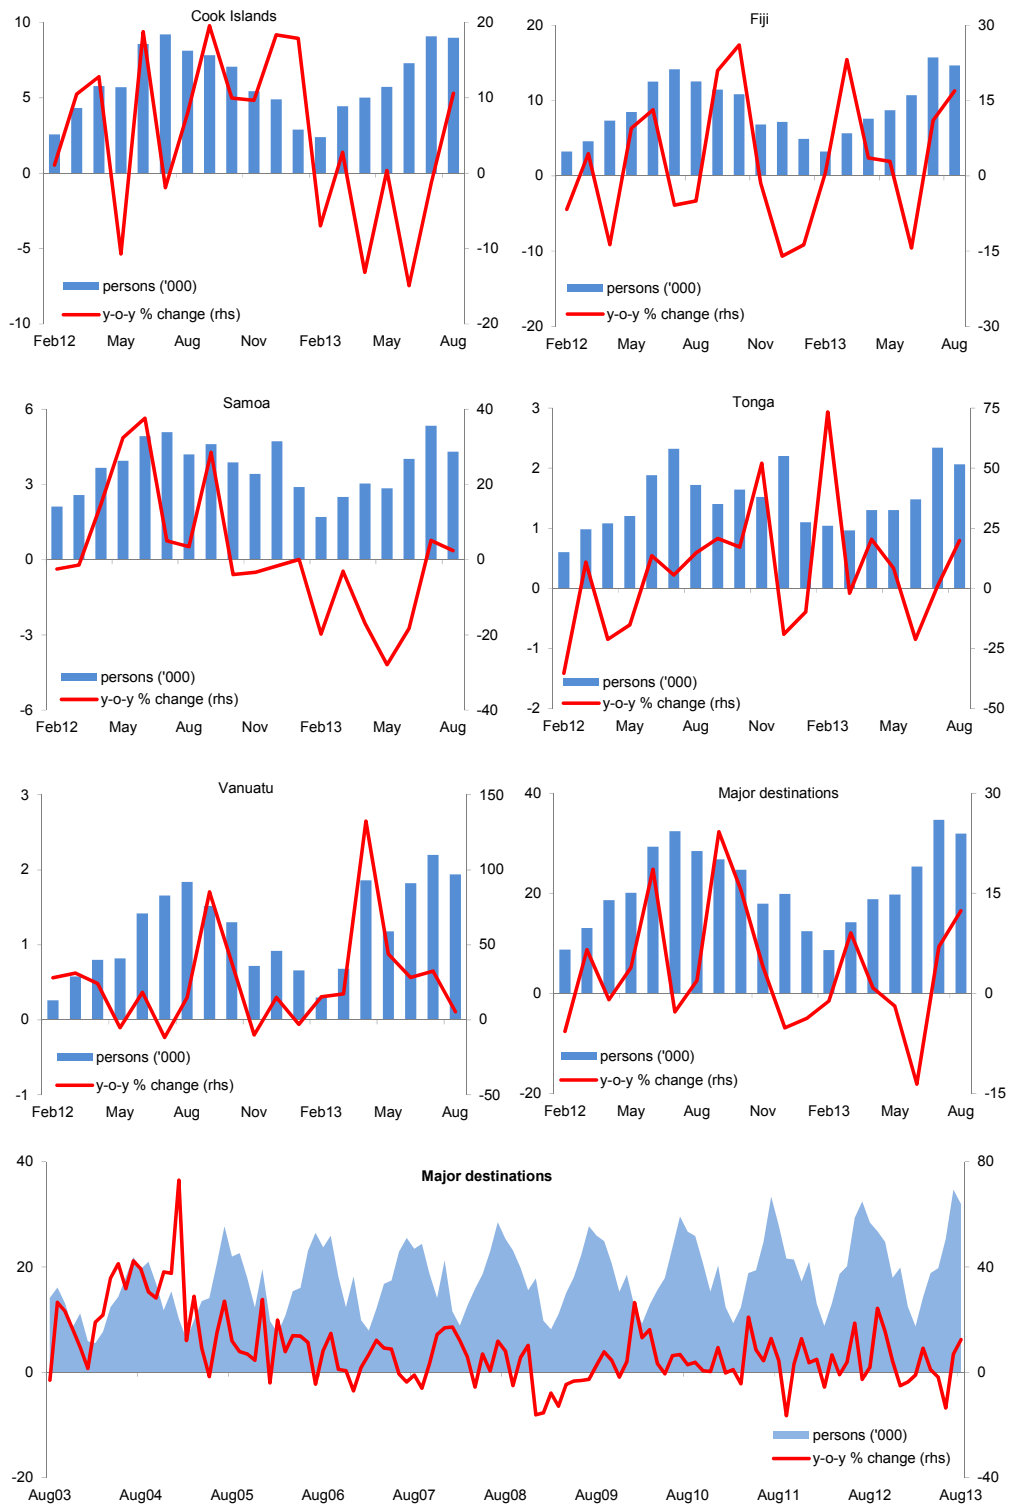 Cook Islands
10 20
5 10
0 0
-5 -10
-10 -20
persons ('000)
y-o-y % change (rhs)
Feb12 May Aug Nov Feb13 May Aug
Fiji
20 30
10 15
0 0
-10 -15
-20 -30
persons ('000)
y-o-y % change (rhs)
Feb12 May Aug Nov Feb13 May Aug
Samoa
6 40
3 20
0 0
-3 -20
-6 -40
persons ('000)
y-o-y % change (rhs)
Feb12 May Aug Nov Feb13 May Aug
Tonga
3 75
2 50
1 25
0 0
-1 -25
-2 -50
persons ('000)
y-o-y % change (rhs)
Feb12 May Aug Nov Feb13 May Aug
Vanuatu
3 150
2 100
1 50
0 0
-1 -50
persons ('000)
y-o-y % change (rhs)
Feb12 May Aug Nov Feb13 May Aug
Major destinations
40 30
20 15
0 0
-20 -15
persons ('000)
y-o-y % change (rhs)
Feb12 May Aug Nov Feb13 May Aug
Major destinations
40 80
20 40
0 0
-20 -40
persons ('000)
y-o-y % change (rhs)
Aug03 Aug04 Aug05 Aug06 Aug07 Aug08 Aug09 Aug10 Aug11 Aug12 Aug13